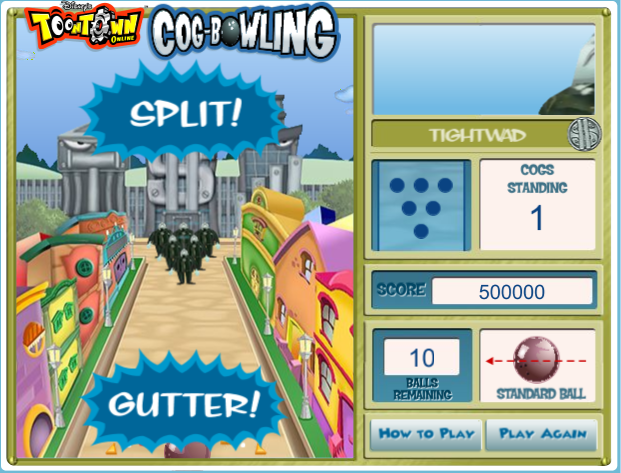 Disney's
TOONTOWN
ONLINE
COG-BOWLING
SPLIT!
GUTTER!
TIGHTWAD
COGS
STANDING
1
SCORE 500000
10
BALLS
REMAINING
STANDARD BALL
HOW TO PLAY
PLAY AGAIN